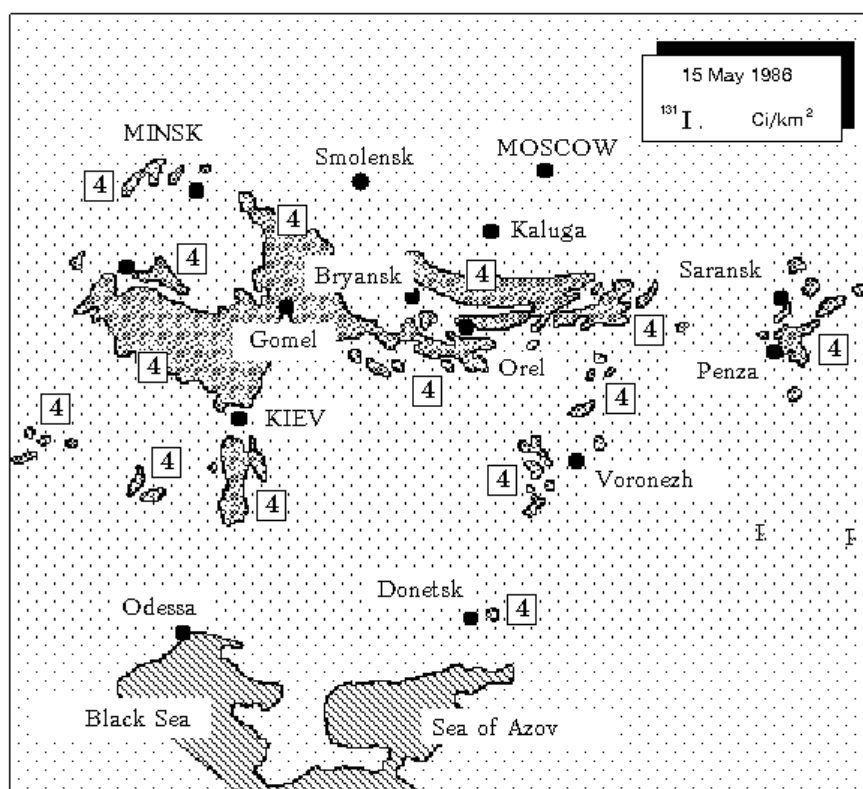 15 May 1986
¹³¹I. Ci/km²
MINSK
Smolensk
MOSCOW
4
4
Kaluga
4
Bryansk
4
Saransk
Gomel
4
Orel
Penza
4
4
4
4
4
KIEV
4
4
Voronezh
4
Donetsk
4
Odessa
Black Sea
Sea of Azov